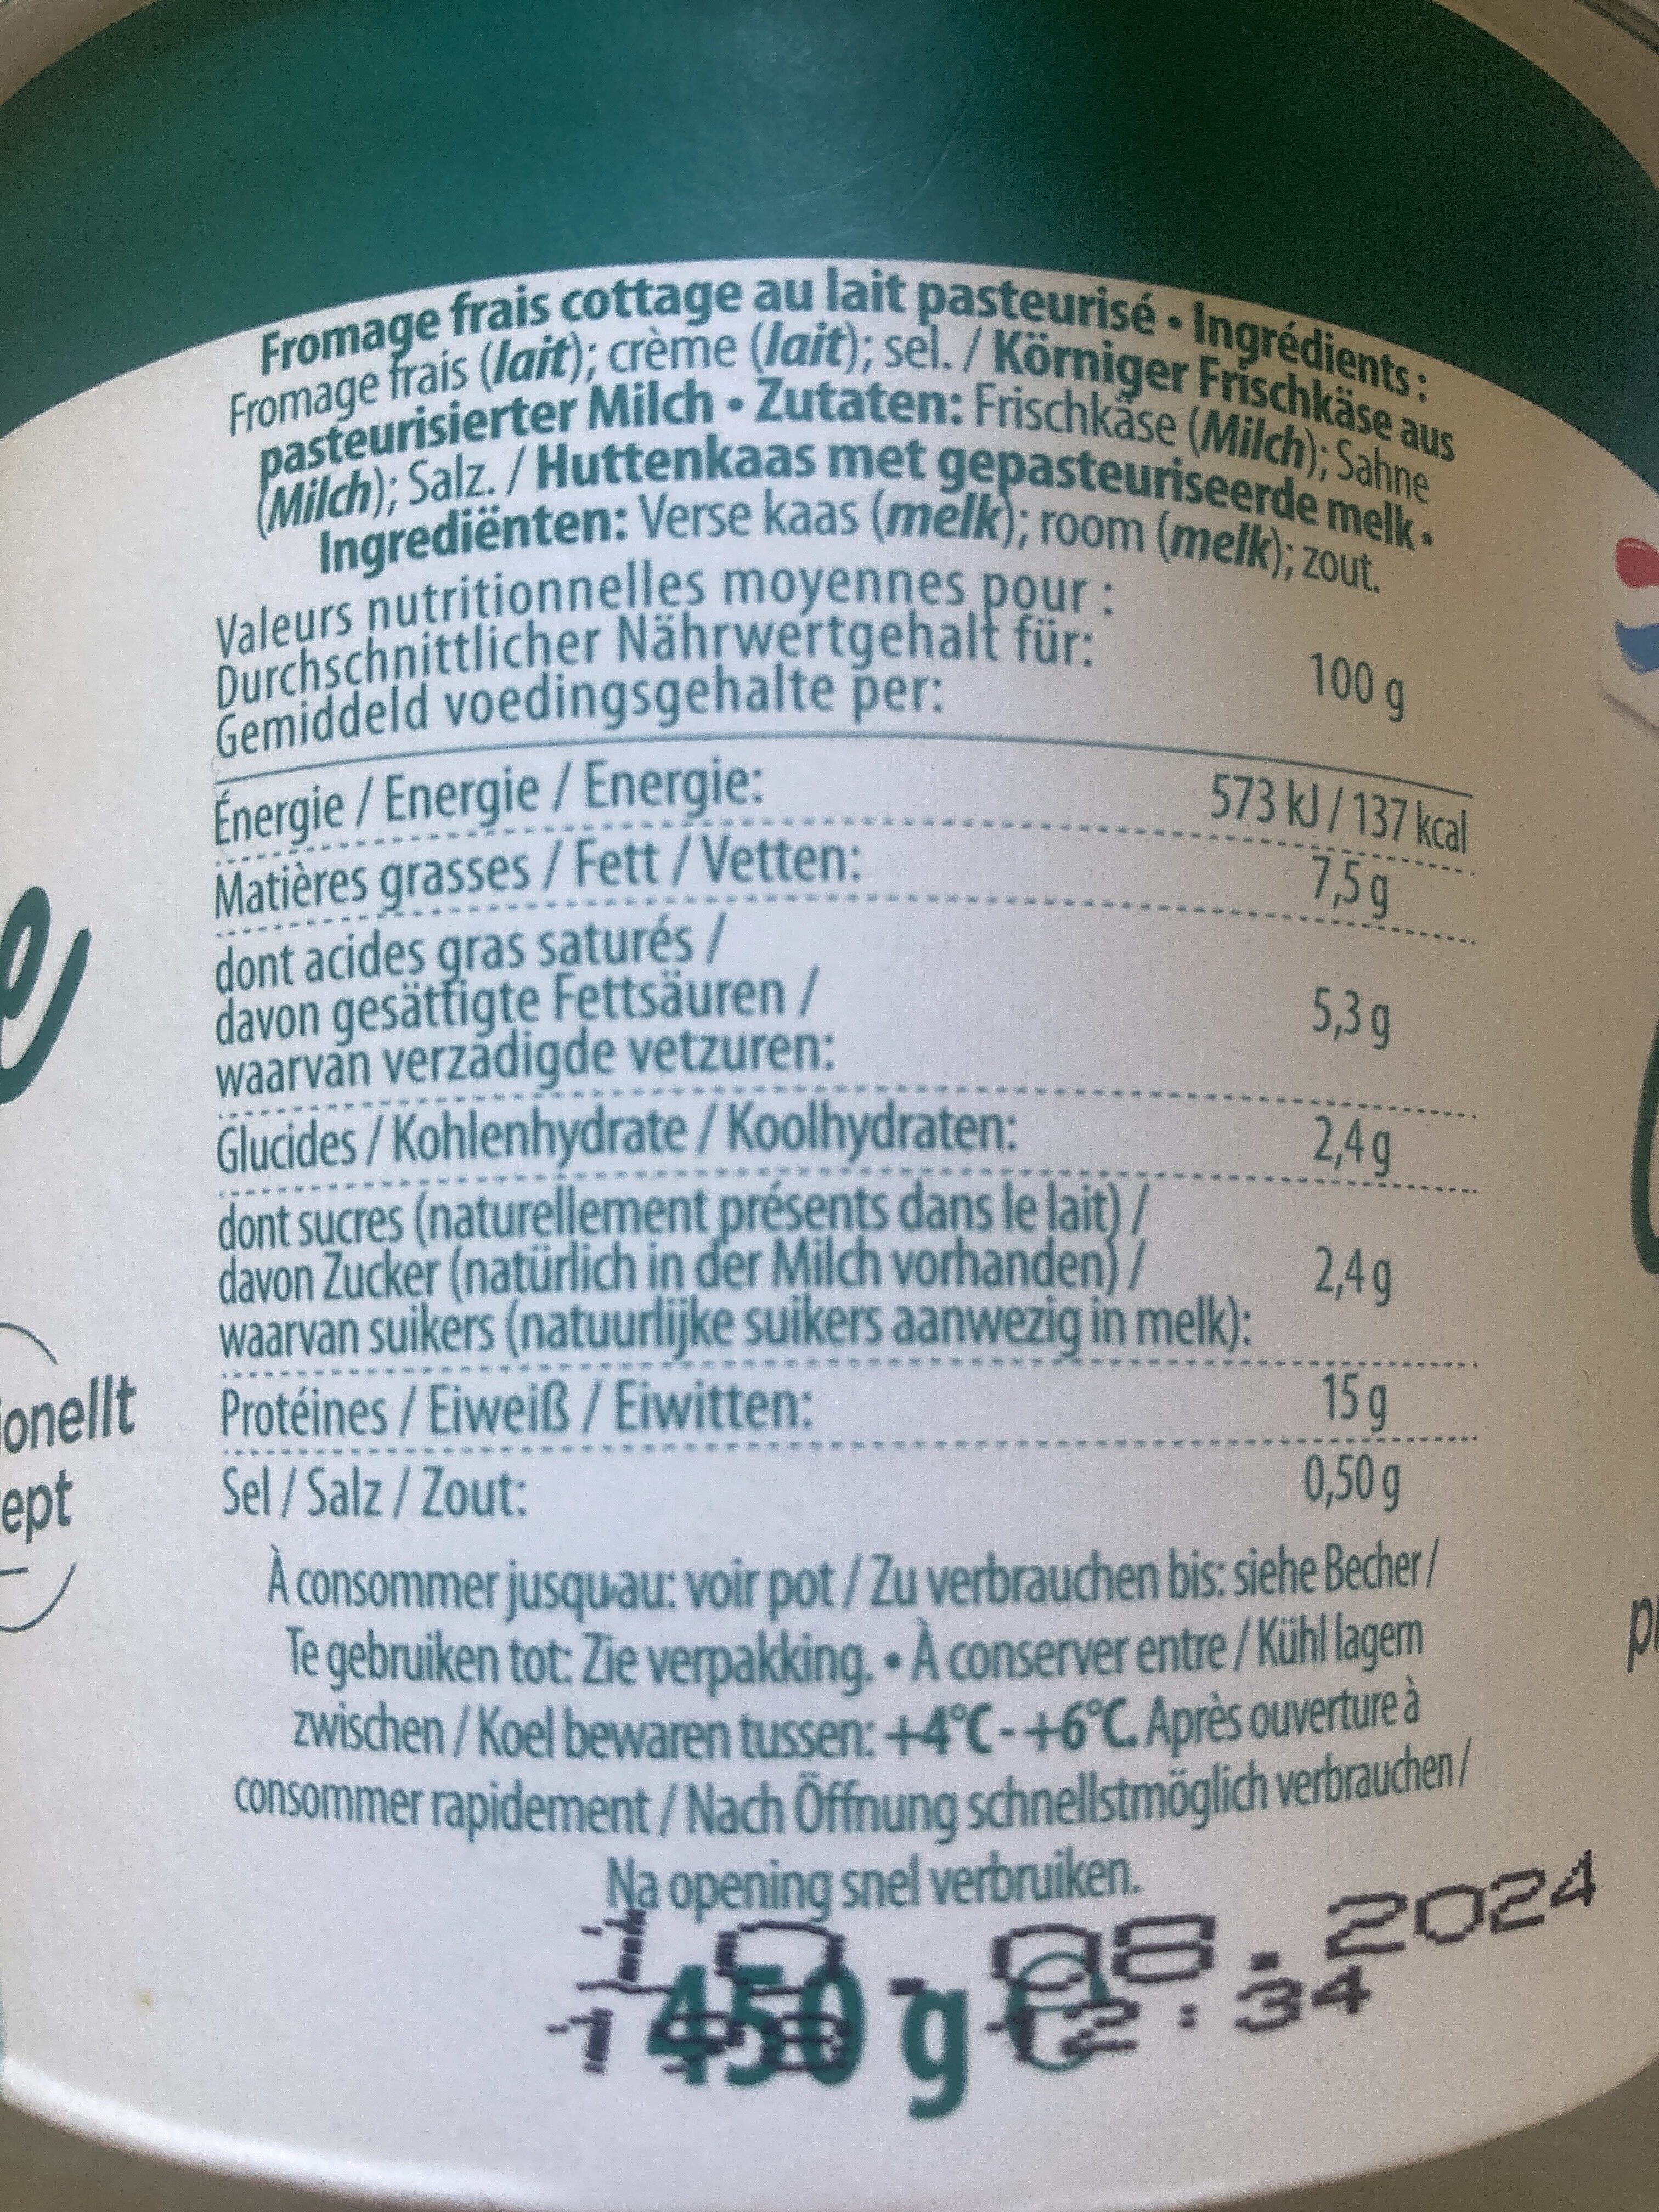 Fromage frais cottage au lait pasteurisé • Ingrédients :
Fromage frais (lait); crème (lait); sel. / Körniger Frischkäse aus
pasteurisierter Milch • Zutaten: Frischkäse (Milch); Sahne
(Milch); Salz. / Huttenkaas met gepasteuriseerde melk •
Ingrediënten: Verse kaas (melk); room (melk); zout.
Valeurs nutritionnelles moyennes pour :
Durchschnittlicher Nährwertgehalt für:
Gemiddeld voedingsgehalte per:
100 g
Énergie / Energie / Energie: 573 kJ / 137 kcal
Matières grasses / Fett / Vetten: 7,5 g
dont acides gras saturés /
davon gesättigte Fettsäuren /
waarvan verzadigde vetzuren:
5,3 g
Glucides / Kohlenhydrate / Koolhydraten: 2,4 g
dont sucres (naturellement présents dans le lait) /
davon Zucker (natürlich in der Milch vorhanden) /
waarvan suikers (natuurlijke suikers aanwezig in melk):
2,4 g
Protéines / Eiweiß / Eiwitten: 15 g
Sel / Salz / Zout: 0,50 g
À consommer jusqu'au: voir pot / Zu verbrauchen bis: siehe Becher /
Te gebruiken tot: Zie verpakking. • À conserver entre / Kühl lagern
zwischen / Koel bewaren tussen: +4°C - +6°C. Après ouverture à
consommer rapidement / Nach Öffnung schnellstmöglich verbrauchen /
Na opening snel verbruiken.
08.2024
450 g e
12:34
ionellt
ept